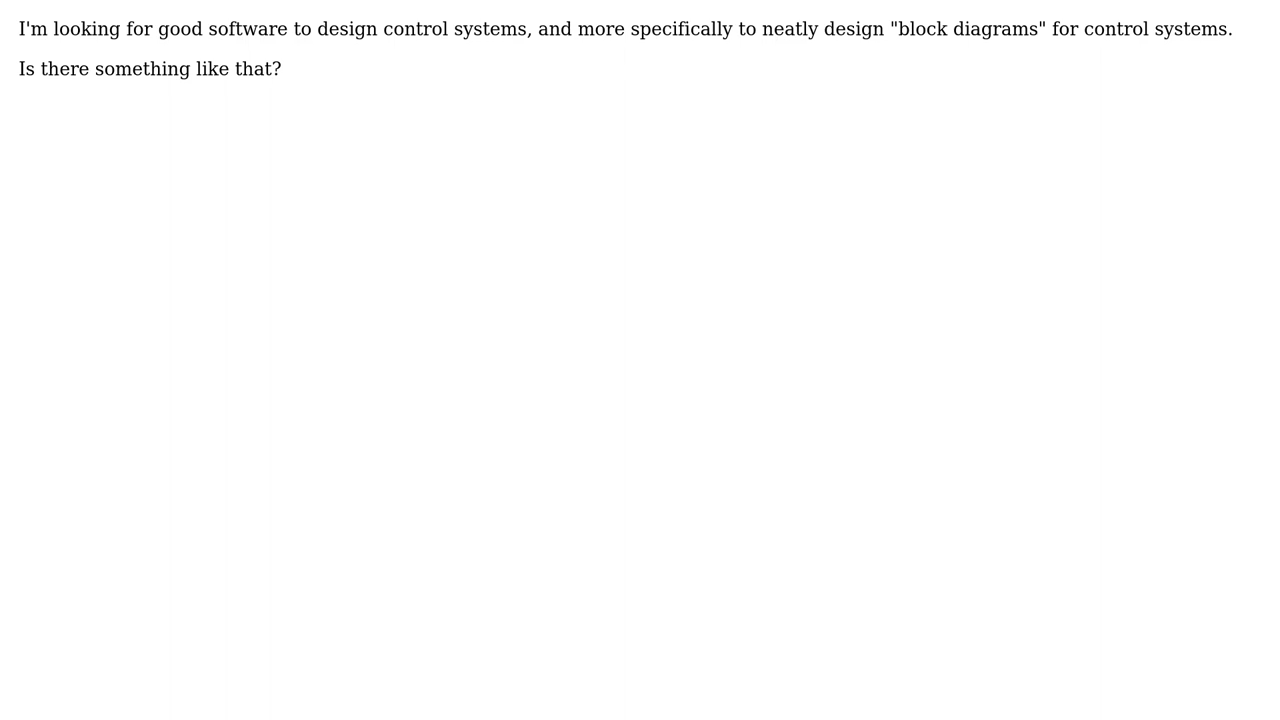 I'm looking for good software to design control systems, and more specifically to neatly design "block diagrams" for control systems.
Is there something like that?